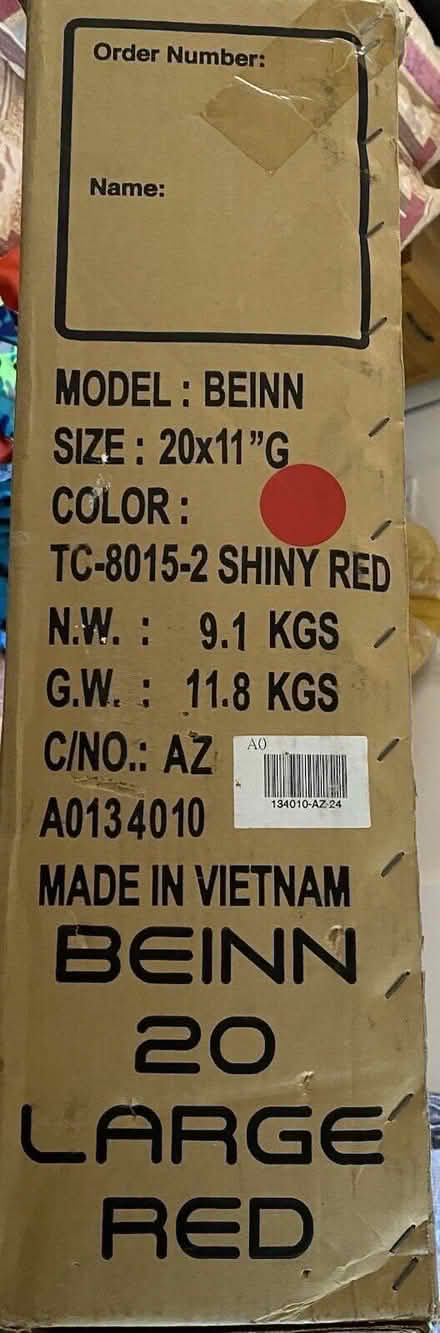 Order Number:
Name:
MODEL : BEINN
SIZE : 20x11”G
COLOR :
TC-8015-2 SHINY RED
N.W. : 9.1 KGS
G.W. : 11.8 KGS
C/NO.: AZ
A0
134010-AZ-24
A0134010
MADE IN VIETNAM
BEINN
20
LARGE
RED